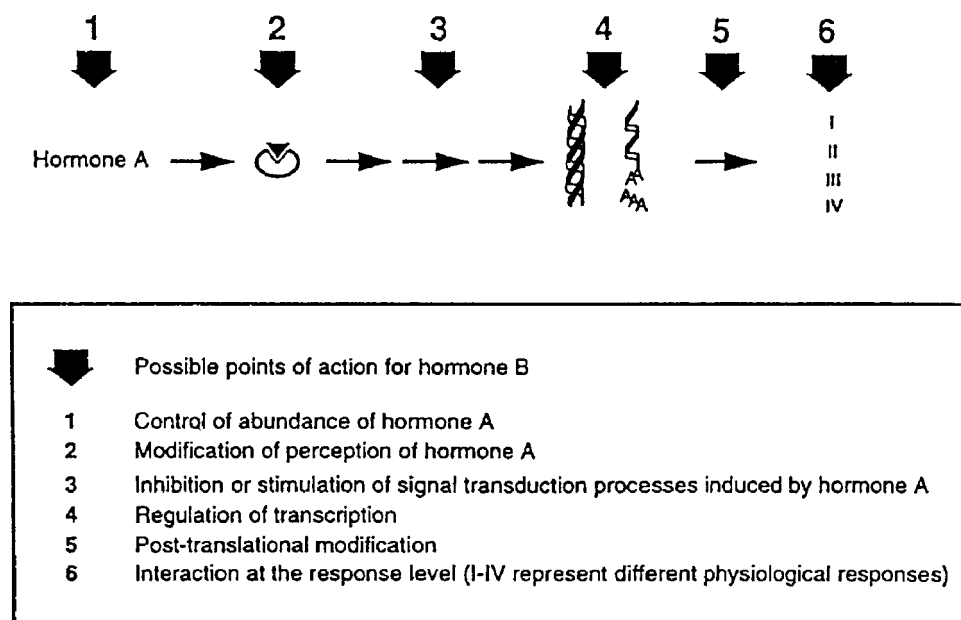 1 2 3 4 5 6
Hormone A
I
II
III
IV
A
A
AAA
Possible points of action for hormone B
1 Control of abundance of hormone A
2 Modification of perception of hormone A
3 Inhibition or stimulation of signal transduction processes induced by hormone A
4 Regulation of transcription
5 Post-translational modification
6 Interaction at the response level (I-IV represent different physiological responses)